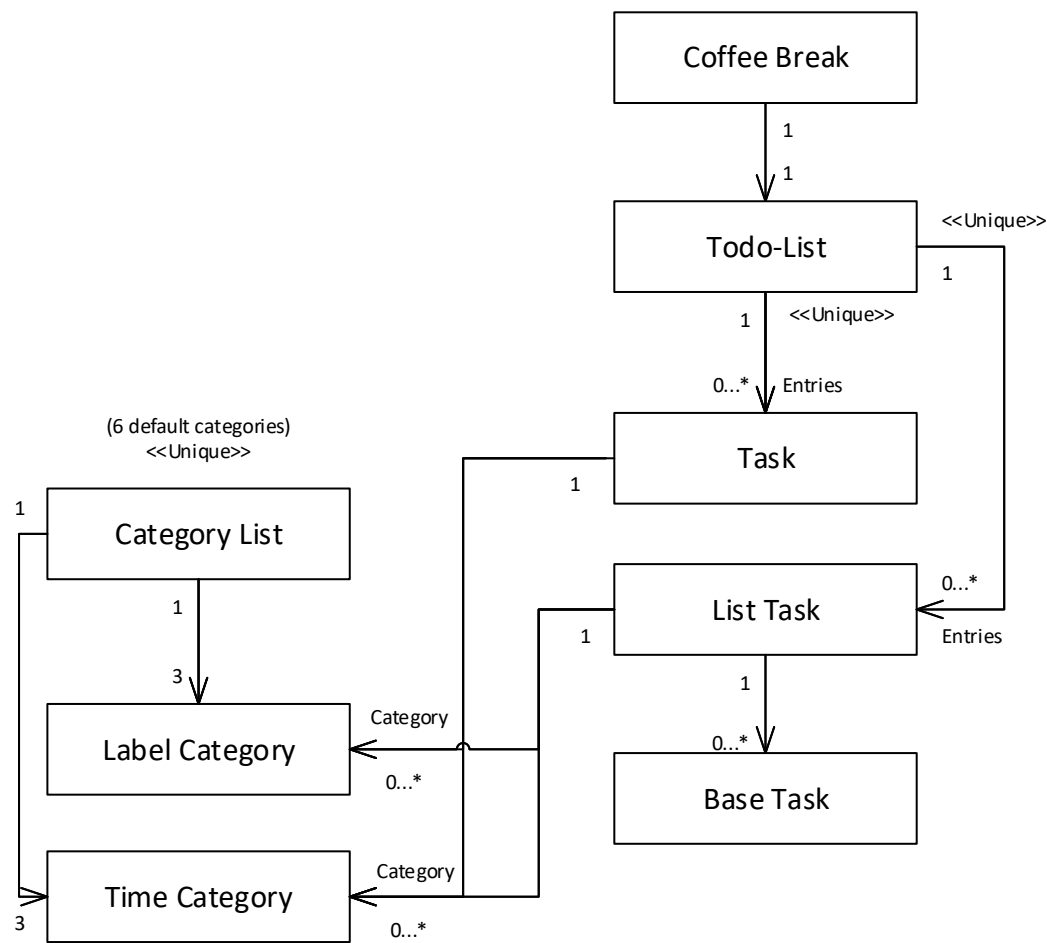 Coffee Break
1
1
Todo-List
<<Unique>>
1
1
<<Unique>>
0...*
Entries
Task
1
(6 default categories)
<<Unique>>
1
Category List
1
3
List Task
1
0...*
Entries
1
0...*
Base Task
Label Category
Category
0...*
Time Category
Category
0...*
3